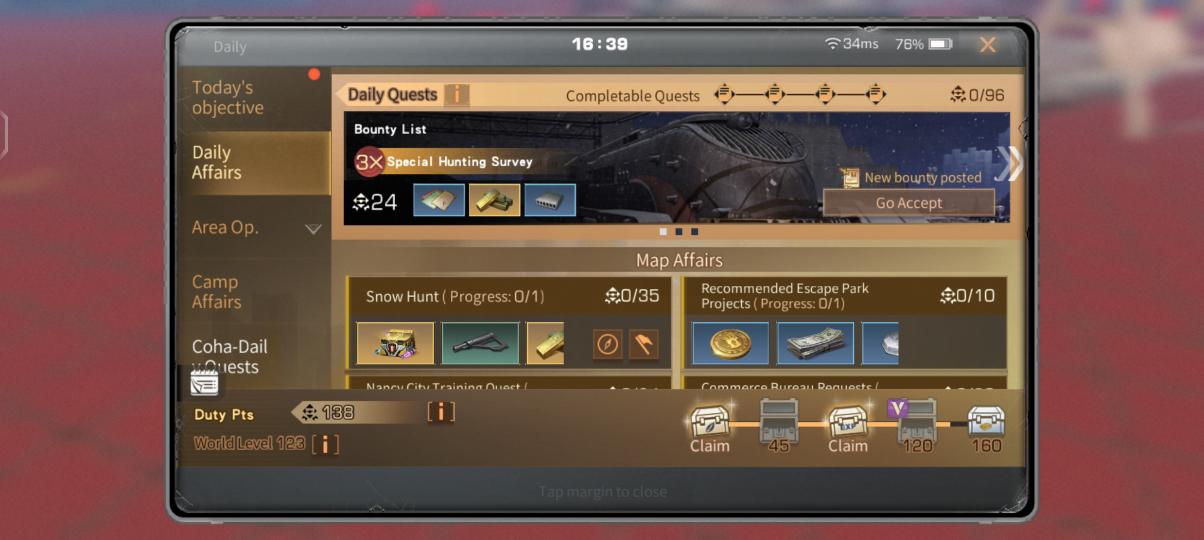 Daily
16:39
34ms
76%
Today's
objective
Daily
Affairs
Area Op.
Camp
Affairs
Coha-Dail
y Quests
Daily Quests
i
Completable Quests
0/96
Bounty List
3X Special Hunting Survey
24
New bounty posted
Go Accept
Map Affairs
Snow Hunt ( Progress: 0/1)
0/35
Recommended Escape Park
Projects ( Progress: 0/1)
0/10
Nancy City Training Quest (
Commerce Bureau Requests (
Duty Pts
138
[ i ]
World Level 123 [ i ]
Claim
45
EXP
Claim
V
120
160
Tap margin to close